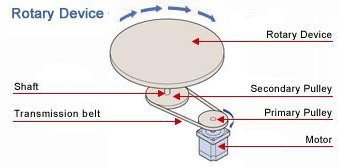 Rotary Device
Rotary Device
Shaft
Secondary Pulley
Transmission belt
Primary Pulley
Motor